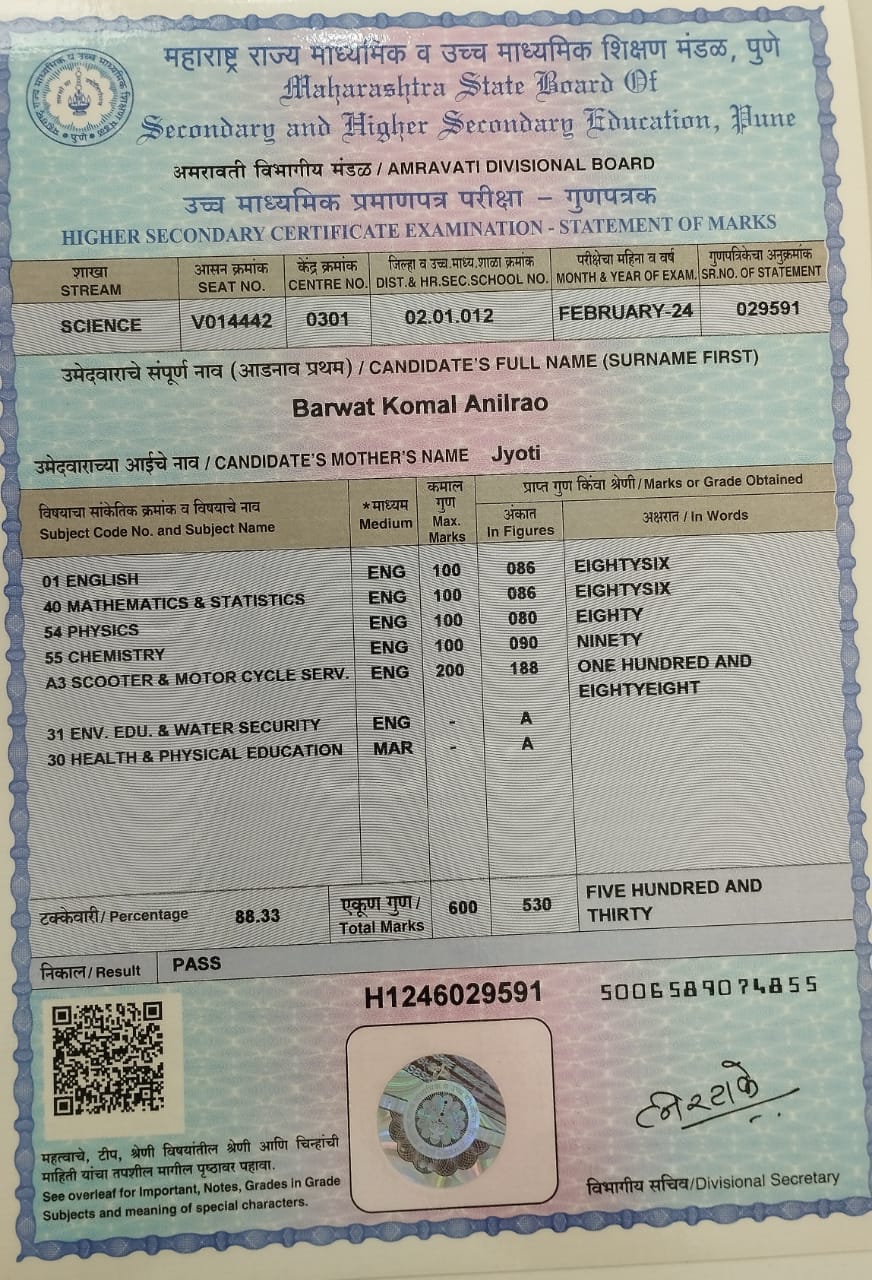 महाराष्ट्र राज्य माध्यमिक व उच्च माध्यमिक शिक्षण मंडळ, पुणे
Maharashtra State Board Of
Secondary and Higher Secondary Education, Pune
अमरावती विभागीय मंडळ / AMRAVATI DIVISIONAL BOARD
उच्च माध्यमिक प्रमाणपत्र परीक्षा – गुणपत्रक
HIGHER SECONDARY CERTIFICATE EXAMINATION - STATEMENT OF MARKS
शाखा आसन क्रमांक केंद्र क्रमांक जिल्हा व उच्च.माध्य.शाळा क्रमांक परीक्षेचा महिना व वर्ष गुणपत्रिकेचा अनुक्रमांक
STREAM SEAT NO. CENTRE NO. DIST.& HR.SEC.SCHOOL NO. MONTH & YEAR OF EXAM. SR.NO. OF STATEMENT
SCIENCE V014442 0301 02.01.012 FEBRUARY-24 029591
उमेदवाराचे संपूर्ण नाव (आडनाव प्रथम) / CANDIDATE'S FULL NAME (SURNAME FIRST)
Barwat Komal Anilrao
उमेदवाराच्या आईचे नाव / CANDIDATE'S MOTHER'S NAME Jyoti
विषयाचा सांकेतिक क्रमांक व विषयाचे नाव
Subject Code No. and Subject Name
*माध्यम
Medium
कमाल
गुण
Max.
Marks
प्राप्त गुण किंवा श्रेणी / Marks or Grade Obtained
अंकात
In Figures
अक्षरात / In Words
01 ENGLISH ENG 100 086 EIGHTYSIX
40 MATHEMATICS & STATISTICS ENG 100 086 EIGHTYSIX
54 PHYSICS ENG 100 080 EIGHTY
55 CHEMISTRY ENG 100 090 NINETY
A3 SCOOTER & MOTOR CYCLE SERV. ENG 200 188 ONE HUNDRED AND
EIGHTYEIGHT
31 ENV. EDU. & WATER SECURITY ENG - A
30 HEALTH & PHYSICAL EDUCATION MAR - A
टक्केवारी / Percentage 88.33
एकूण गुण /
Total Marks
600 530
FIVE HUNDRED AND
THIRTY
निकाल / Result PASS
H1246029591
5006589074855
महत्वाचे, टीप, श्रेणी विषयांतील श्रेणी आणि चिन्हांची
माहिती यांचा तपशील मागील पृष्ठावर पहावा.
See overleaf for Important, Notes, Grades in Grade
Subjects and meaning of special characters.
विभागीय सचिव/Divisional Secretary